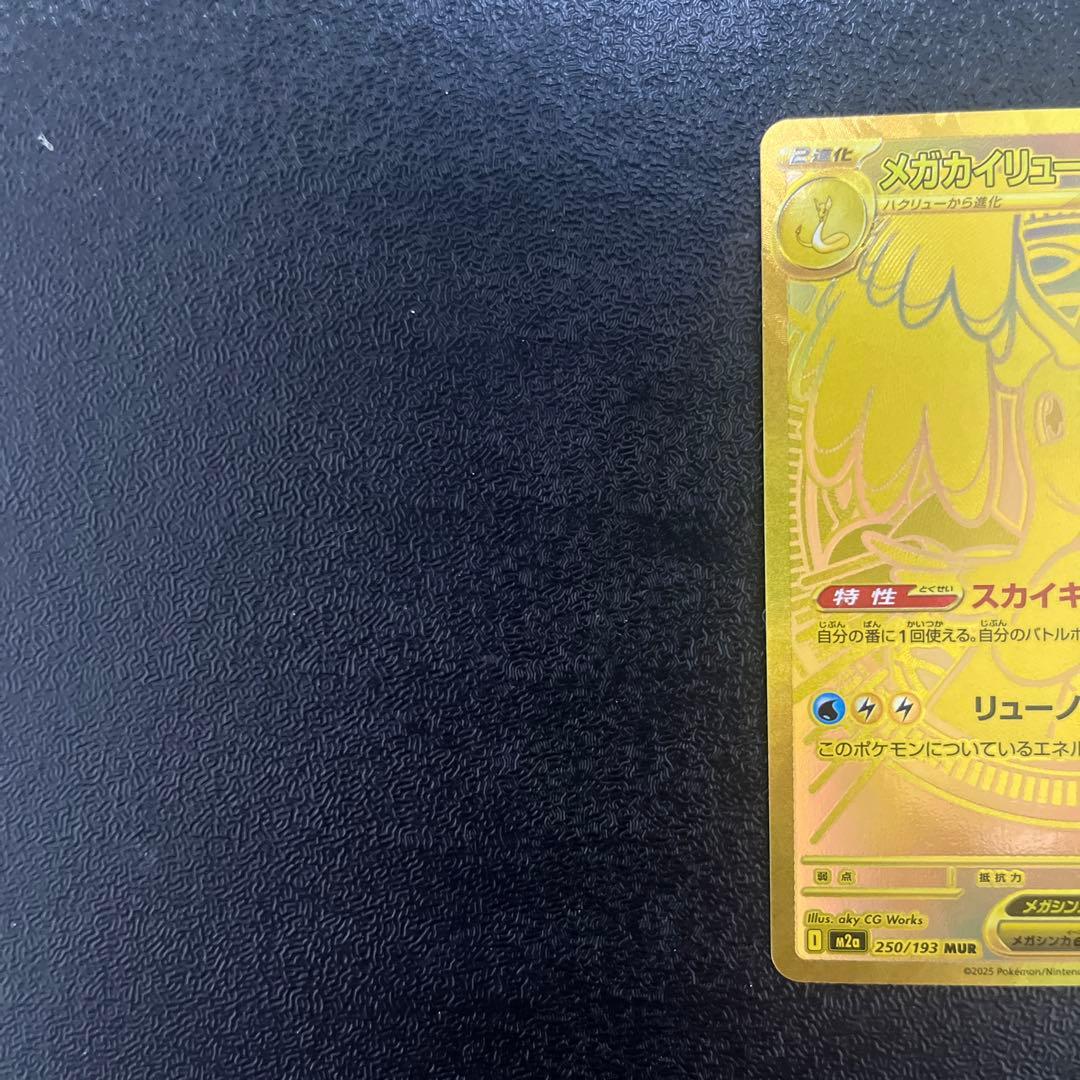 2進化
メガカイリュー
ハクリューから進化
特性 とくせい スカイキ
じぶん ばん かいつか じぶん
自分の番に1回使える。自分のバトルポ
リューノ
このポケモンについているエネル
弱点 抵抗力
Illus. aky CG Works
メガシン
I m2a 250/193 MUR
メガシンカ
©2025 Pokémon/Ninten